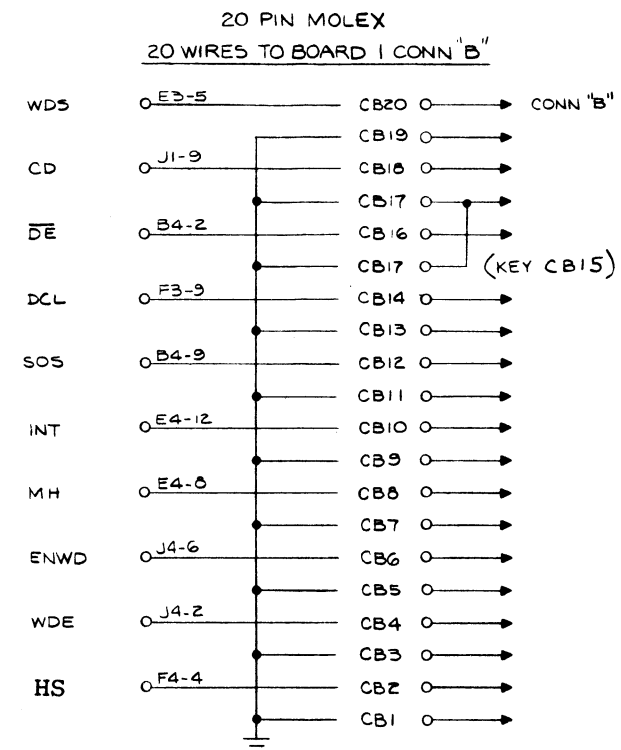 20 PIN MOLEX
20 WIRES TO BOARD 1 CONN "B"
WDS E3-5 CB20 CONN "B"
CB19
CD J1-9 CB18
CB17
D̅E̅ B4-2 CB16
CB17 (KEY CB15)
DCL F3-9 CB14
CB13
SOS B4-9 CB12
CB11
INT E4-12 CB10
CB9
MH E4-8 CB8
CB7
ENWD J4-6 CB6
CB5
WDE J4-2 CB4
CB3
HS F4-4 CB2
CB1